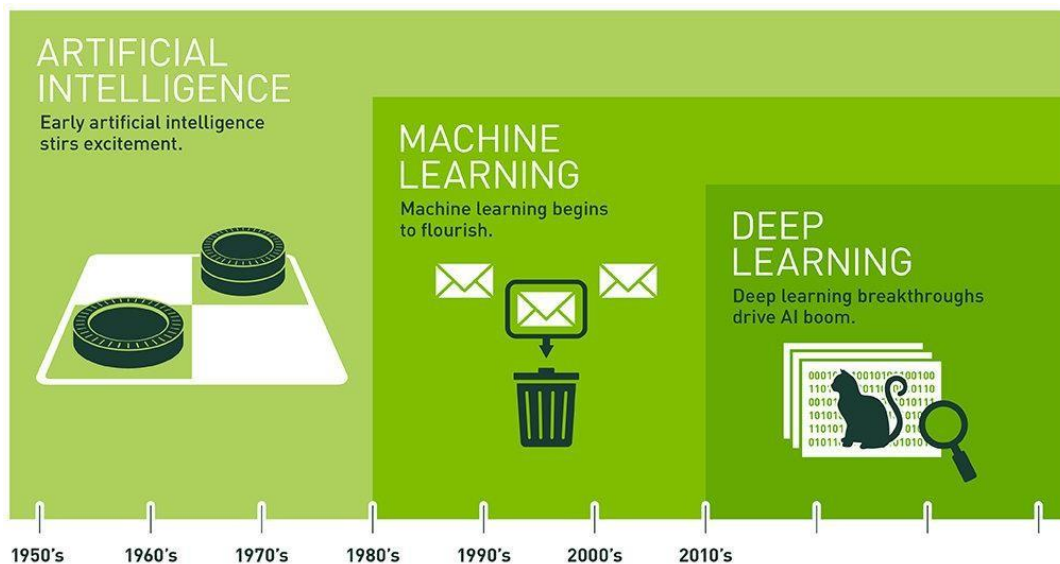 ARTIFICIAL
INTELLIGENCE
Early artificial intelligence
stirs excitement.
MACHINE
LEARNING
Machine learning begins
to flourish.
DEEP
LEARNING
Deep learning breakthroughs
drive AI boom.
1950's 1960's 1970's 1980's 1990's 2000's 2010's